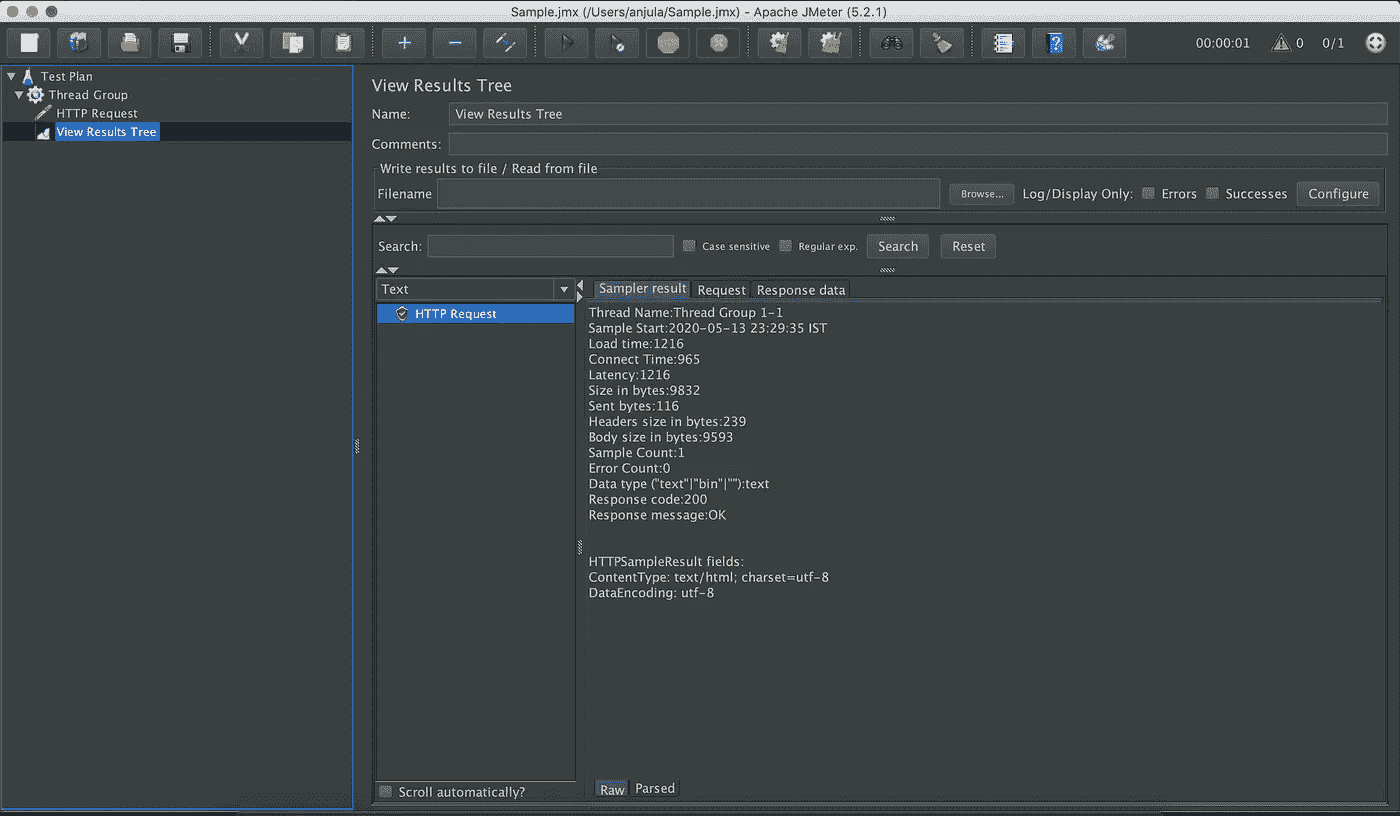 Sample.jmx (/Users/anjula/Sample.jmx) - Apache JMeter (5.2.1)
00:00:01 0 0/1
Test Plan
Thread Group
HTTP Request
View Results Tree
View Results Tree
Name: View Results Tree
Comments:
Write results to file / Read from file
Filename Browse... Log/Display Only: Errors Successes Configure
Search: Case sensitive Regular exp. Search Reset
Text
HTTP Request
Scroll automatically?
Sampler result Request Response data
Thread Name:Thread Group 1-1
Sample Start:2020-05-13 23:29:35 IST
Load time:1216
Connect Time:965
Latency:1216
Size in bytes:9832
Sent bytes:116
Headers size in bytes:239
Body size in bytes:9593
Sample Count:1
Error Count:0
Data type ("text"|"bin"|""):text
Response code:200
Response message:OK
HTTPSampleResult fields:
ContentType: text/html; charset=utf-8
DataEncoding: utf-8
Raw Parsed